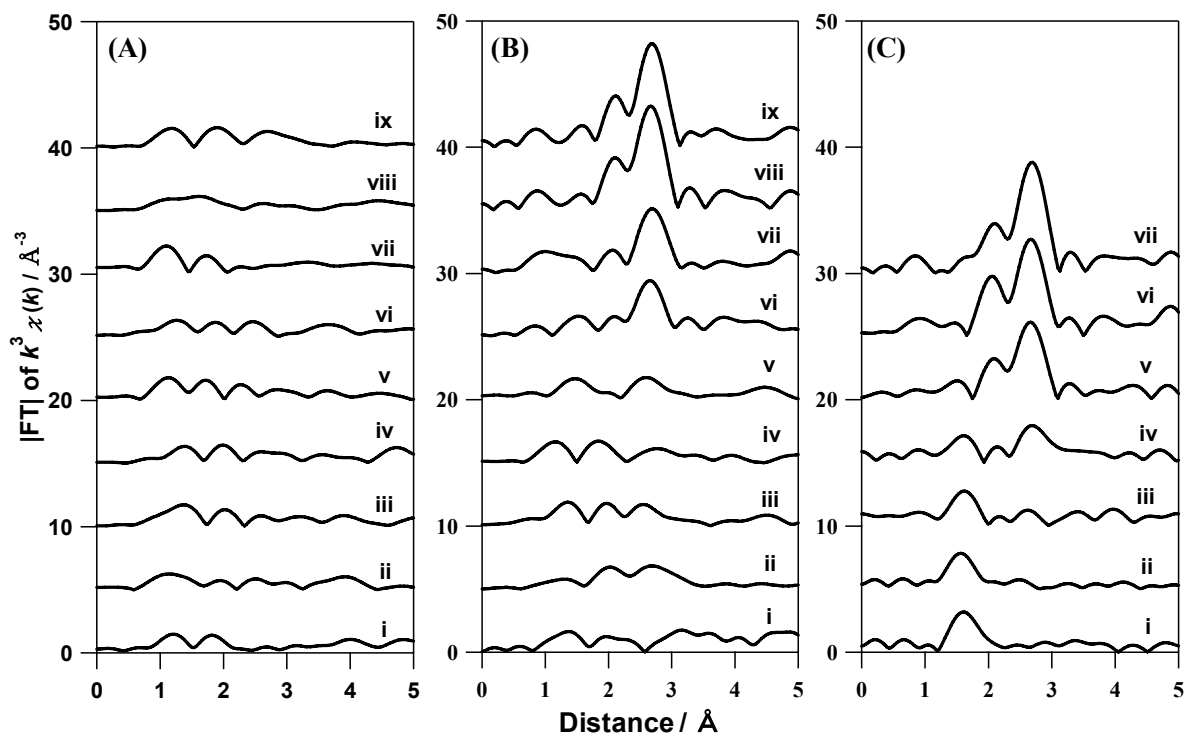 (A)
(B)
(C)
|FT| of k³ χ(k) / Å⁻³
50
40
30
20
10
0
ix
viii
vii
vi
v
iv
iii
ii
i
0 1 2 3 4 5
50
40
30
20
10
0
ix
viii
vii
vi
v
iv
iii
ii
i
0 1 2 3 4 5
50
40
30
20
10
0
vii
vi
v
iv
iii
ii
i
0 1 2 3 4 5
Distance / Å